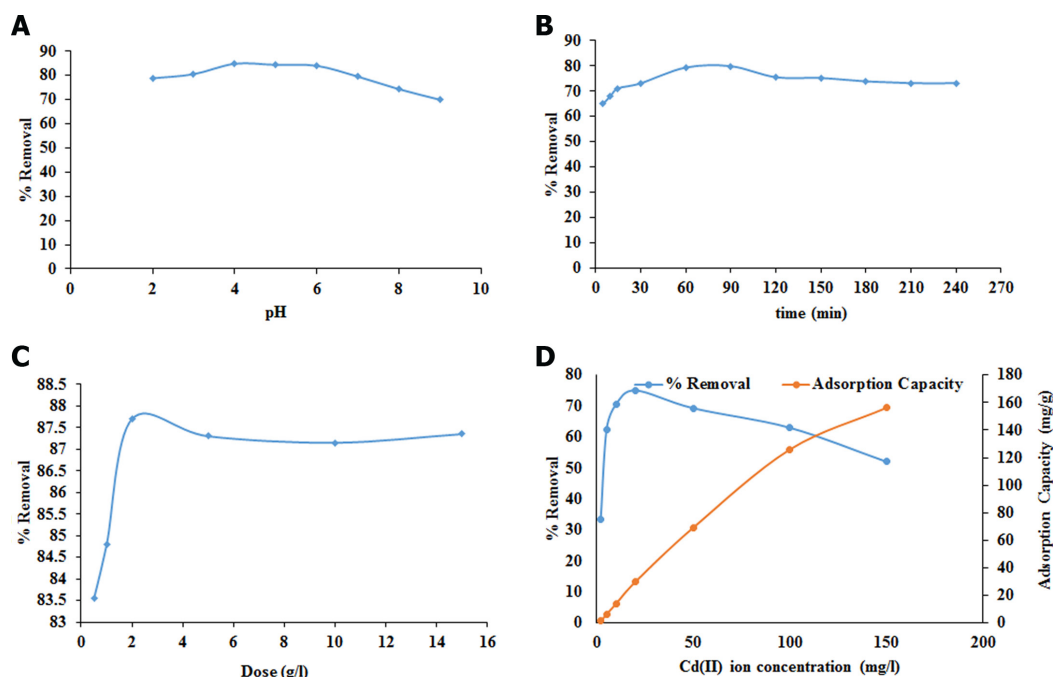 A
90
80
70
60
50
40
30
20
10
0
% Removal
0 2 4 6 8 10
pH
B
90
80
70
60
50
40
30
20
10
0
% Removal
0 30 60 90 120 150 180 210 240 270
time (min)
C
88.5
88
87.5
87
86.5
86
85.5
85
84.5
84
83.5
83
% Removal
0 2 4 6 8 10 12 14 16
Dose (g/l)
D
% Removal Adsorption Capacity
80
70
60
50
40
30
20
10
0
% Removal
180
160
140
120
100
80
60
40
20
0
Adsorption Capacity (mg/g)
0 50 100 150 200
Cd(II) ion concentration (mg/l)